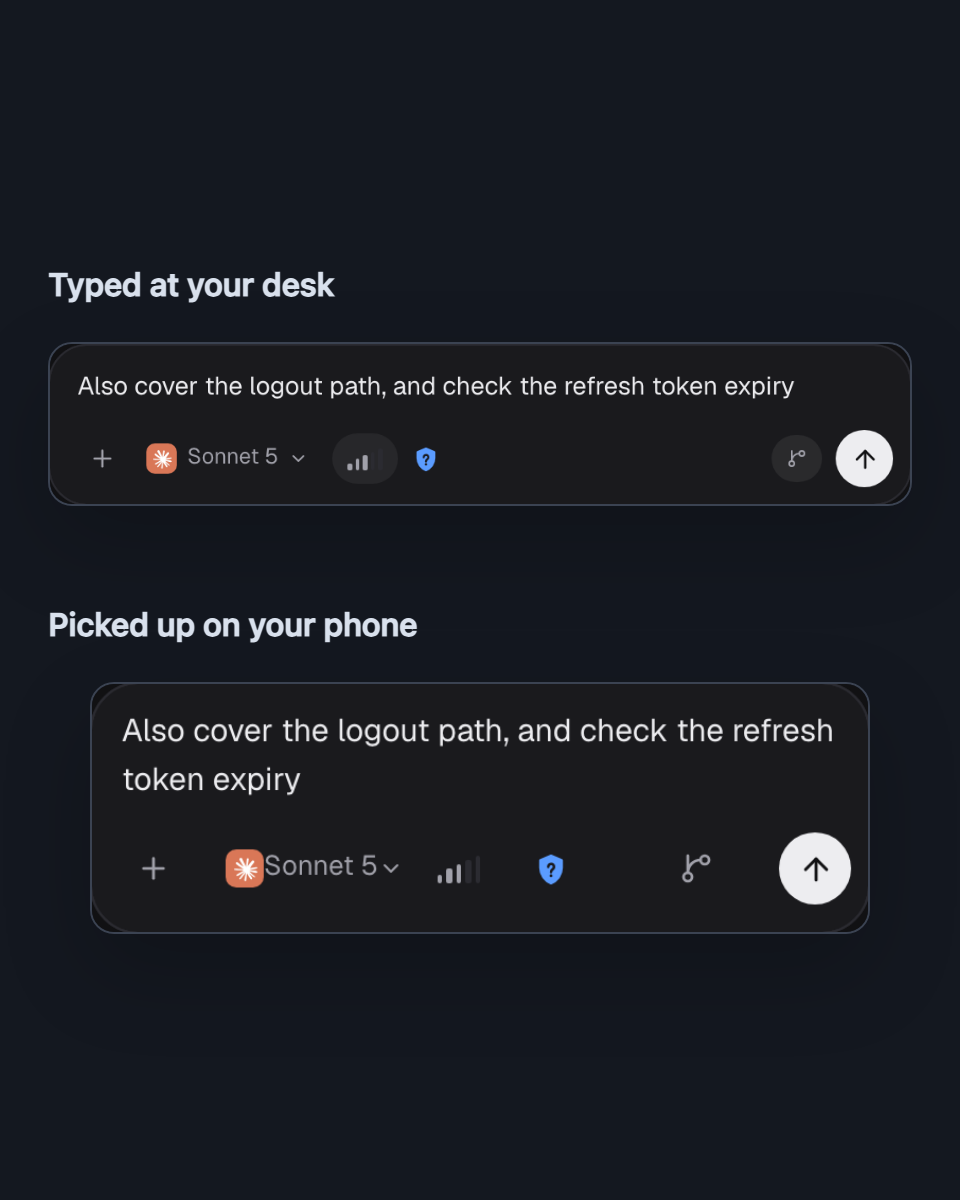 Typed at your desk
Also cover the logout path, and check the refresh token expiry
Sonnet 5
?
Picked up on your phone
Also cover the logout path, and check the refresh
token expiry
Sonnet 5
?